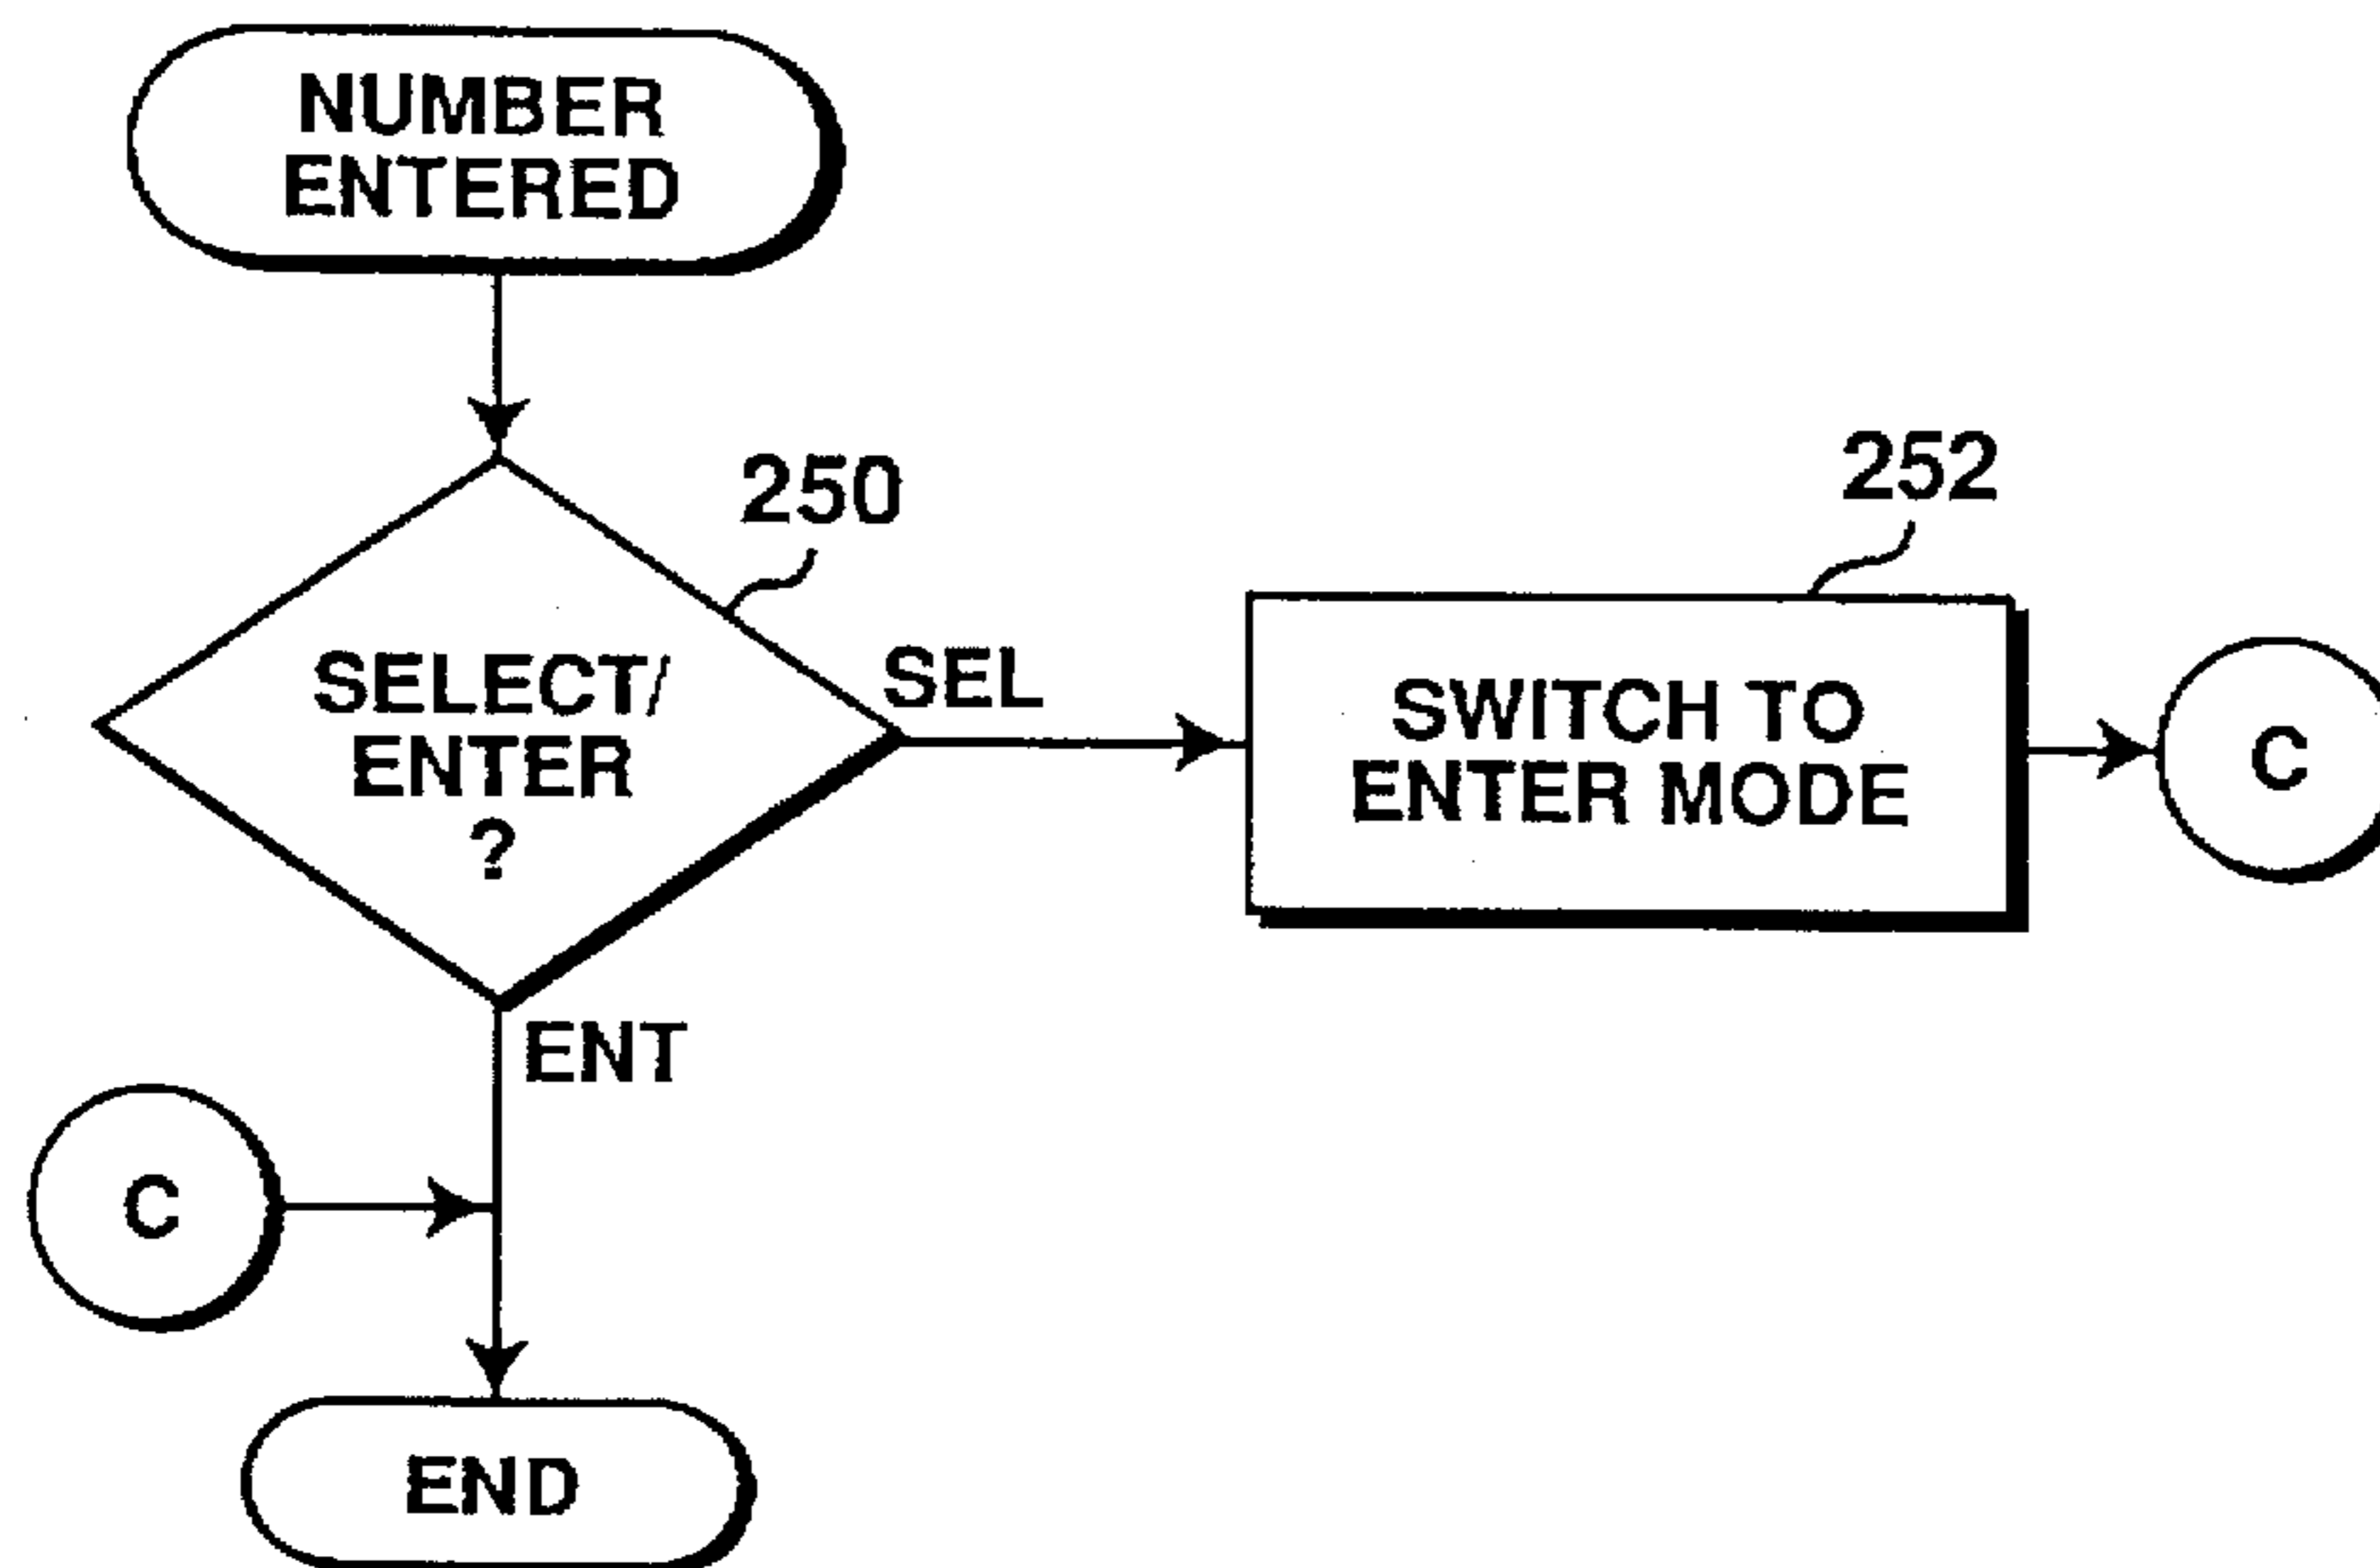 NUMBER
ENTERED
250
252
SELECT/
ENTER
?
SEL
SWITCH TO
ENTER MODE
C
ENT
C
END